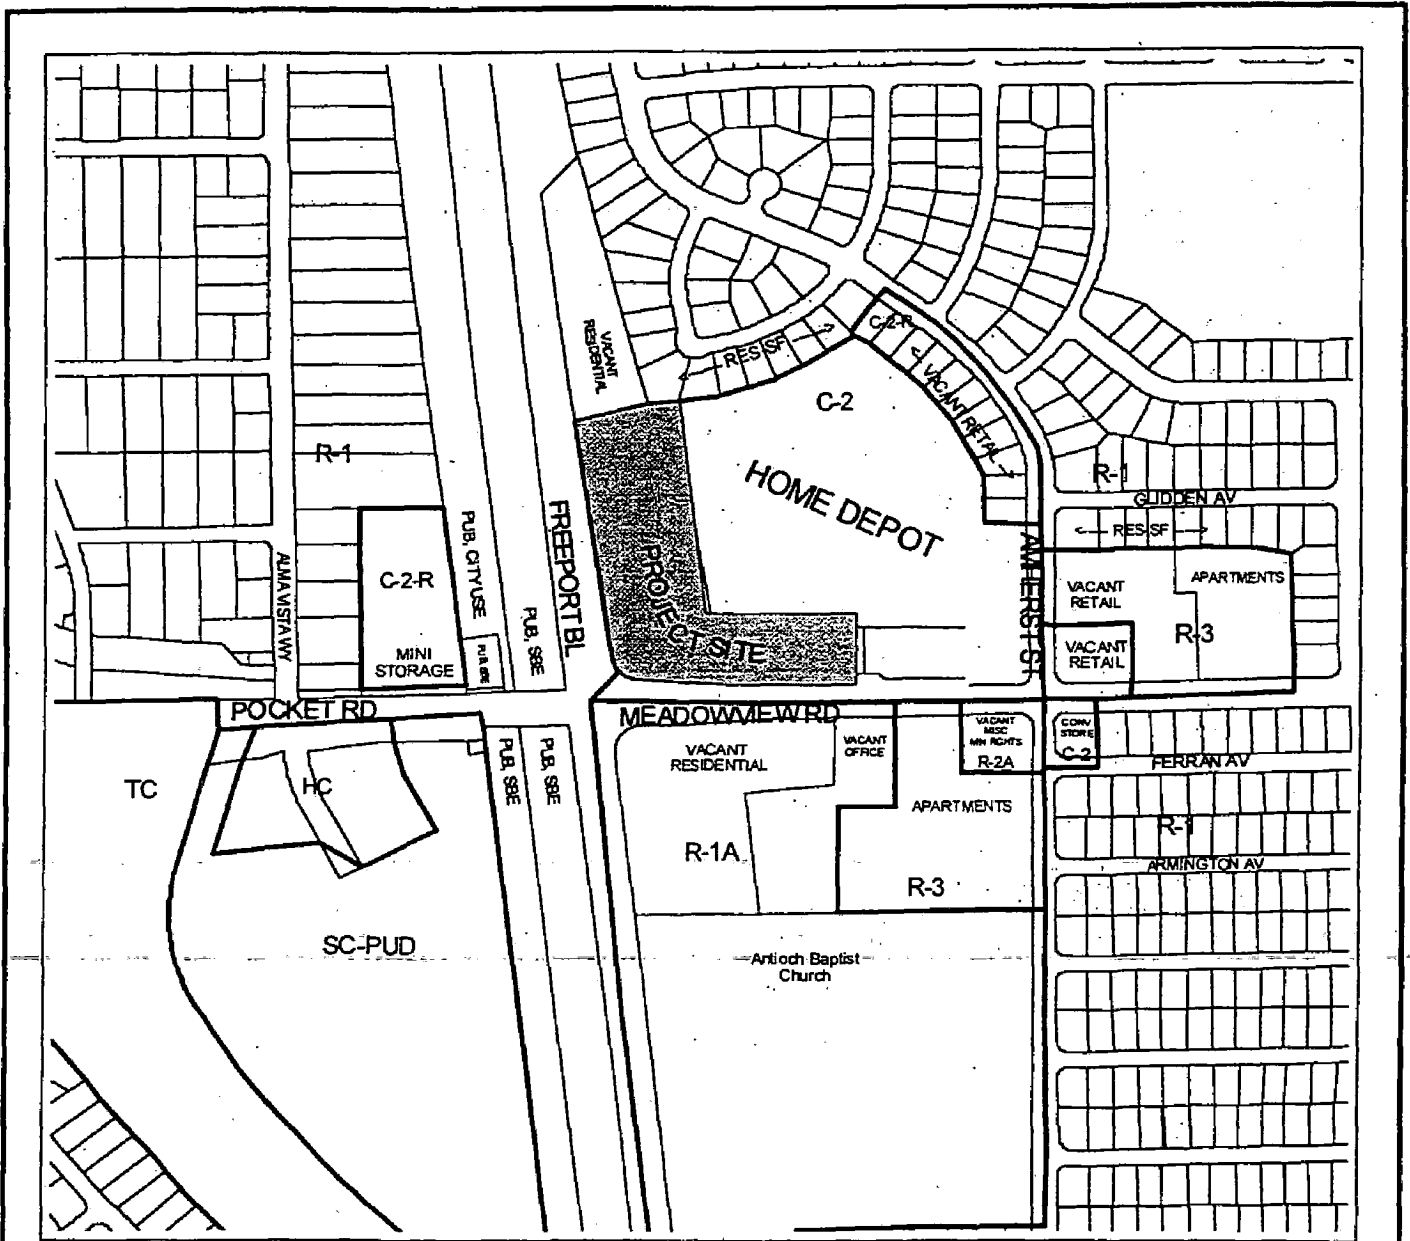 VACANT
RESIDENTIAL
RES SF
C-2-R
VACANT RETAIL
C-2
HOME DEPOT
R-1
R-1
GLIDDEN AV
RES SF
FREEPORT BL
PUB, CITY USE
PUB, SBE
PROJECT SITE
AMHERST ST
ALMA VISTA WY
C-2-R
MINI
STORAGE
VACANT
RETAIL
APARTMENTS
R-3
VACANT
RETAIL
POCKET RD
MEADOWVIEW RD
PUB, SBE
PUB, SBE
VACANT
RESIDENTIAL
VACANT
OFFICE
VACANT
MISC
R-2A
CONV
STORE
C-2
FERRAN AV
TC
HC
APARTMENTS
R-1
R-1A
ARMINGTON AV
R-3
SC-PUD
Antioch Baptist
Church